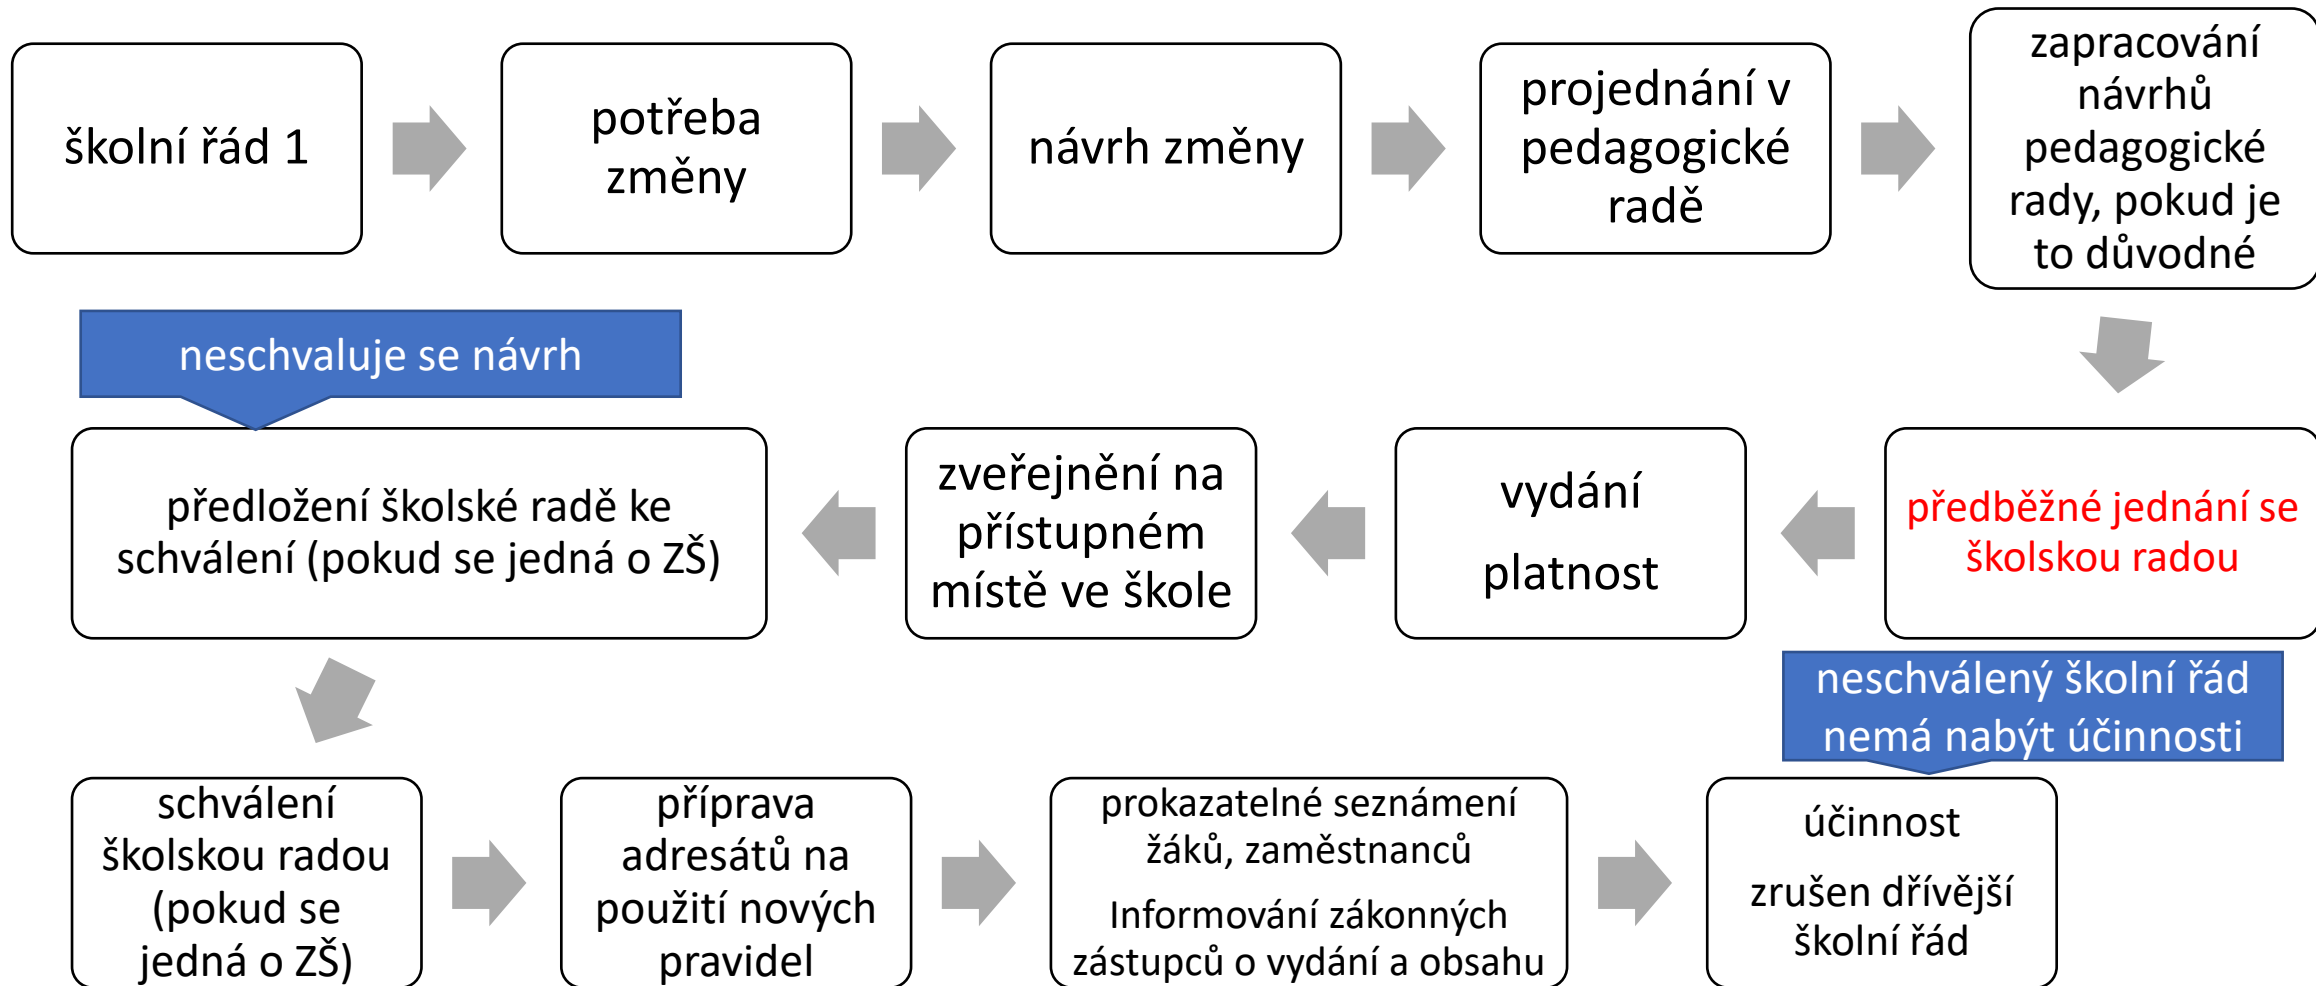 školní řád 1
potřeba
změny
návrh změny
projednání v
pedagogické
radě
zapracování
návrhů
pedagogické
rady, pokud je
to důvodné
předběžné jednání se
školskou radou
vydání
platnost
zveřejnění na
přístupném
místě ve škole
neschvaluje se návrh
předložení školské radě ke
schválení (pokud se jedná o ZŠ)
schválení
školskou radou
(pokud se
jedná o ZŠ)
příprava
adresátů na
použití nových
pravidel
prokazatelné seznámení
žáků, zaměstnanců
Informování zákonných
zástupců o vydání a obsahu
neschválený školní řád
nemá nabýt účinnosti
účinnost
zrušen dřívější
školní řád